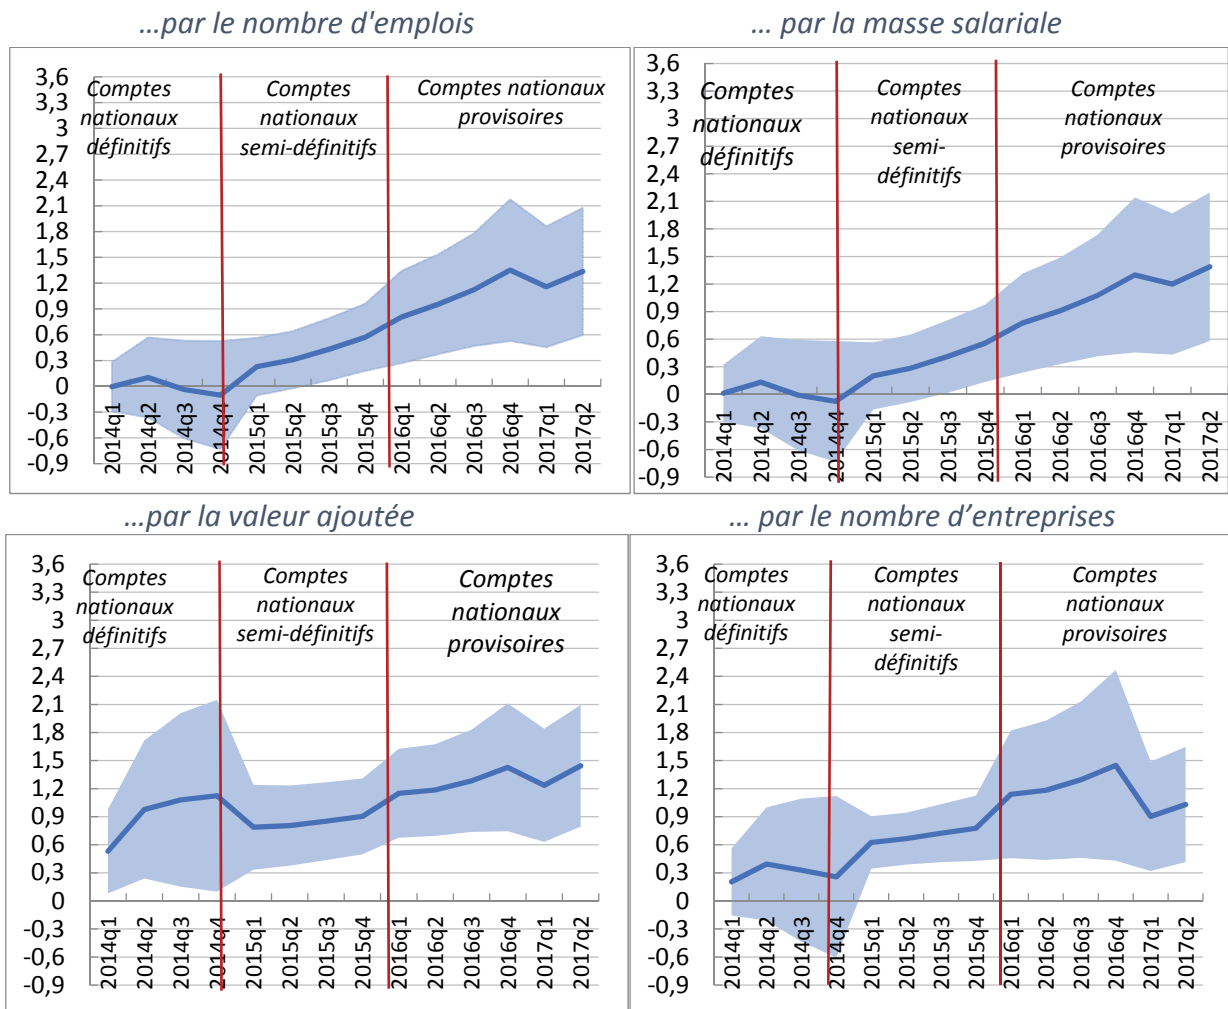 ...par le nombre d'emplois
3,6
3,3
3
2,7
2,4
2,1
1,8
1,5
1,2
0,9
0,6
0,3
0
-0,3
-0,6
-0,9
Comptes
nationaux
définitifs
Comptes
nationaux
semi-définitifs
Comptes nationaux
provisoires
2014q1
2014q2
2014q3
2014q4
2015q1
2015q2
2015q3
2015q4
2016q1
2016q2
2016q3
2016q4
2017q1
2017q2
... par la masse salariale
3,6
3,3
3
2,7
2,4
2,1
1,8
1,5
1,2
0,9
0,6
0,3
0
-0,3
-0,6
-0,9
Comptes
nationaux
définitifs
Comptes
nationaux
semi-
définitifs
Comptes
nationaux
provisoires
2014q1
2014q2
2014q3
2014q4
2015q1
2015q2
2015q3
2015q4
2016q1
2016q2
2016q3
2016q4
2017q1
2017q2
...par la valeur ajoutée
3,6
3,3
3
2,7
2,4
2,1
1,8
1,5
1,2
0,9
0,6
0,3
0
-0,3
-0,6
-0,9
Comptes
nationaux
définitifs
Comptes
nationaux
semi-définitifs
Comptes
nationaux
provisoires
2014q1
2014q2
2014q3
2014q4
2015q1
2015q2
2015q3
2015q4
2016q1
2016q2
2016q3
2016q4
2017q1
2017q2
... par le nombre d’entreprises
3,6
3,3
3
2,7
2,4
2,1
1,8
1,5
1,2
0,9
0,6
0,3
0
-0,3
-0,6
-0,9
Comptes
nationaux
définitifs
Comptes
nationaux
semi-
définitifs
Comptes
nationaux
provisoires
2014q1
2014q2
2014q3
2014q4
2015q1
2015q2
2015q3
2015q4
2016q1
2016q2
2016q3
2016q4
2017q1
2017q2